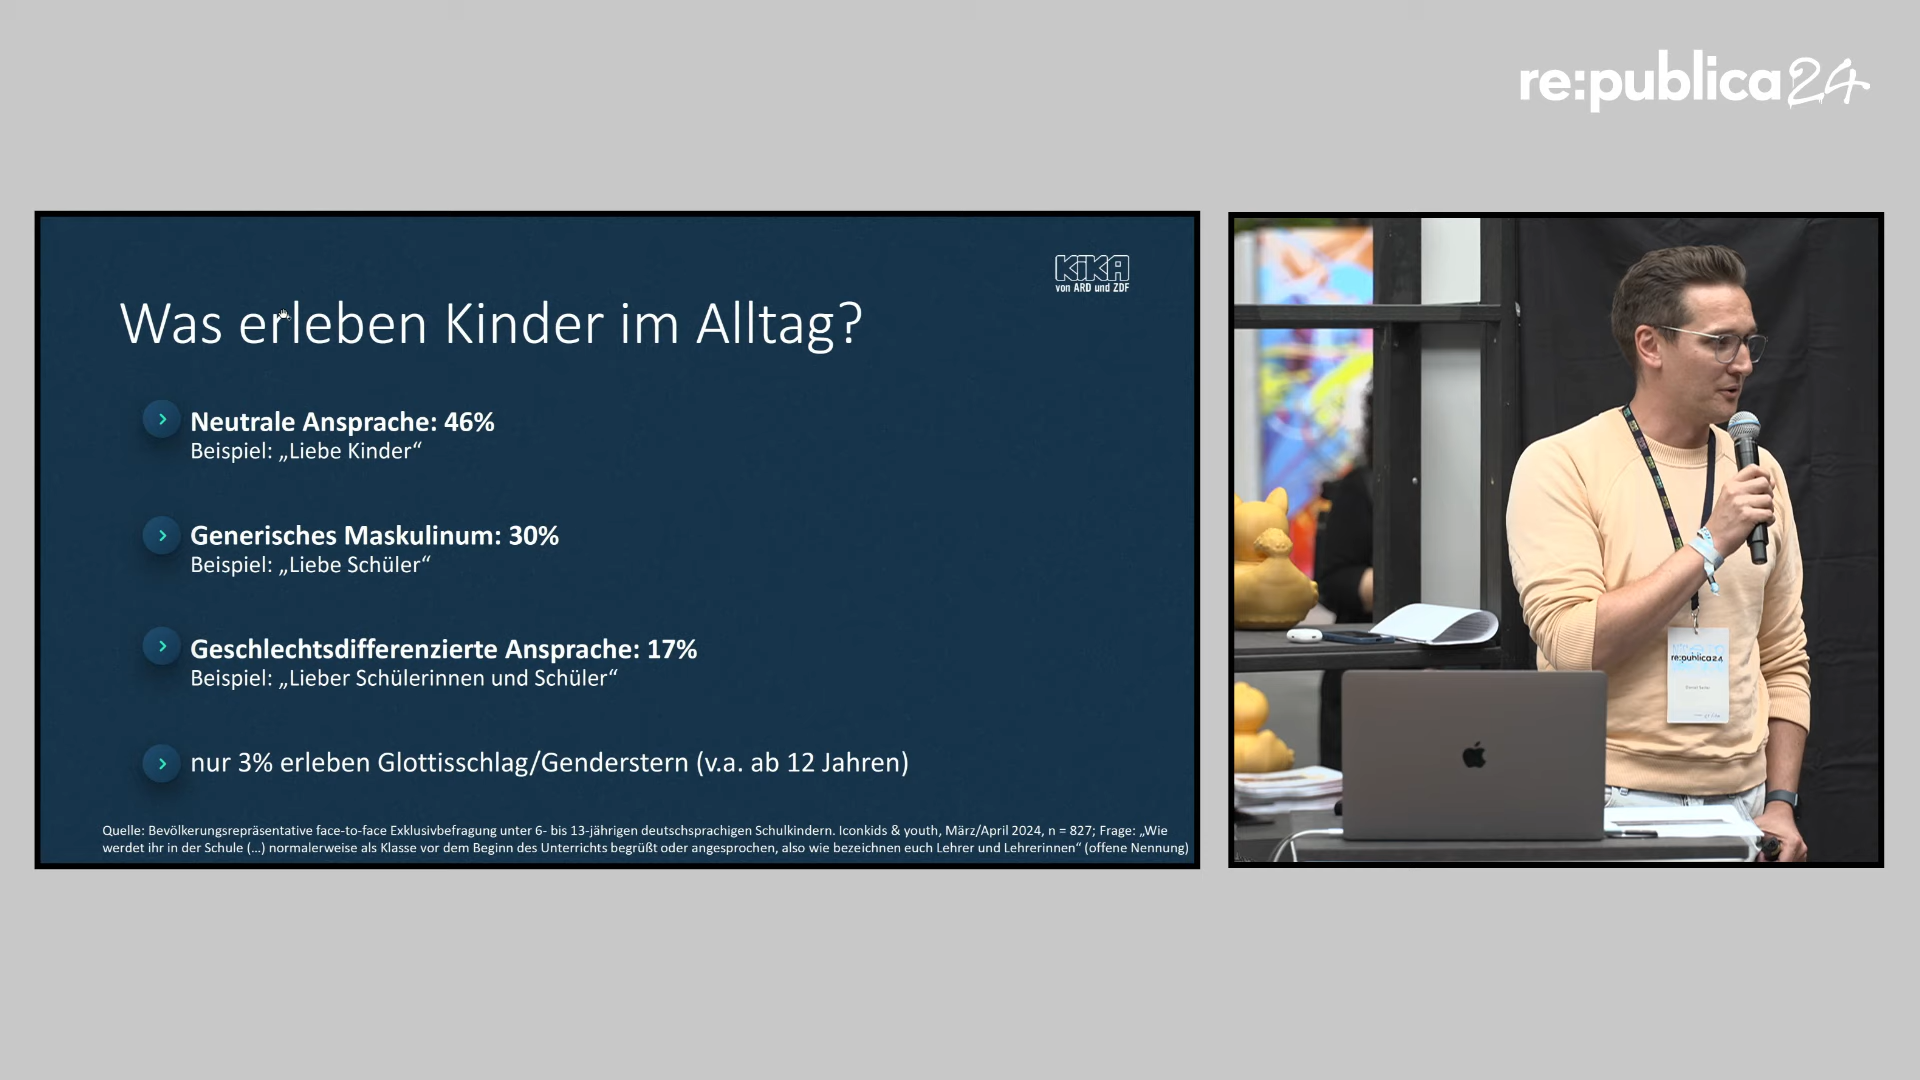 re:publica 24
KiKA
von ARD und ZDF
Was erleben Kinder im Alltag?
Neutrale Ansprache: 46%
Beispiel: „Liebe Kinder“
Generisches Maskulinum: 30%
Beispiel: „Liebe Schüler“
Geschlechtsdifferenzierte Ansprache: 17%
Beispiel: „Lieber Schülerinnen und Schüler“
nur 3% erleben Glottisschlag/Genderstern (v.a. ab 12 Jahren)
Quelle: Bevölkerungsrepräsentative face-to-face Exklusivbefragung unter 6- bis 13-jährigen deutschsprachigen Schulkindern. Iconkids & youth, März/April 2024, n = 827; Frage: „Wie
werdet ihr in der Schule (...) normalerweise als Klasse vor dem Beginn des Unterrichts begrüßt oder angesprochen, also wie bezeichnen euch Lehrer und Lehrerinnen“ (offene Nennung)
re:publica24